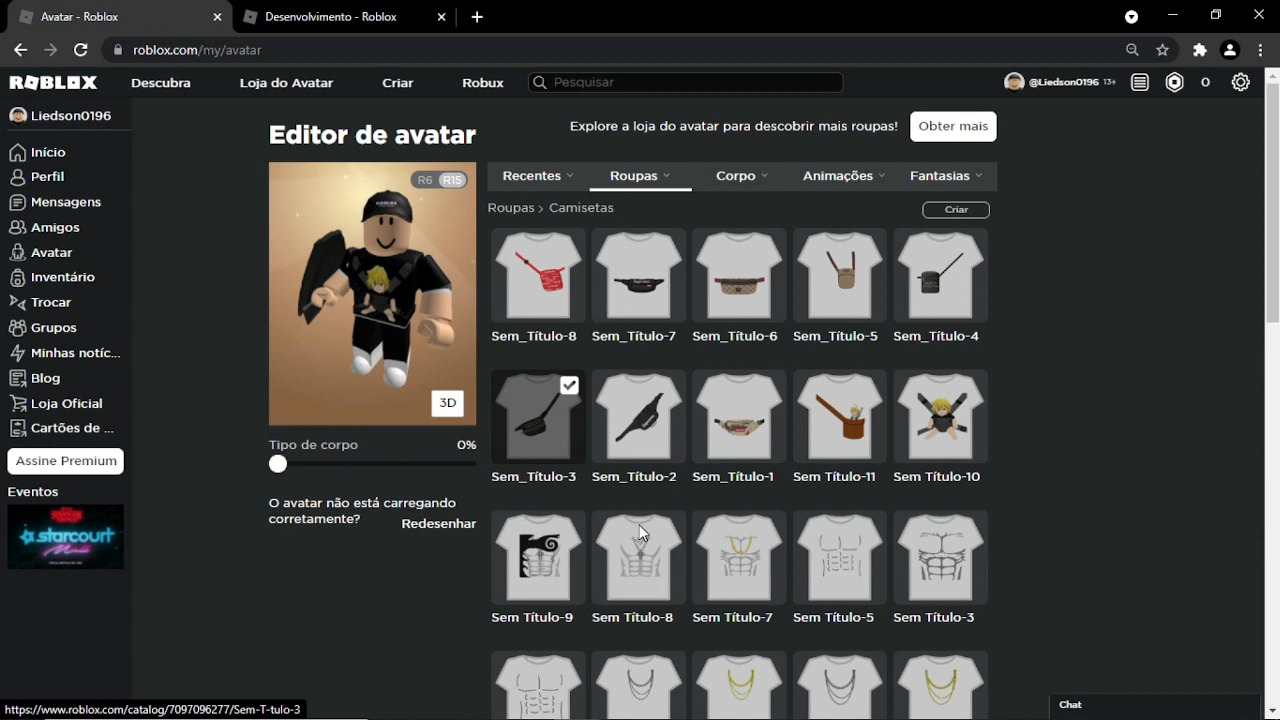 Avatar - Roblox
Desenvolvimento - Roblox
roblox.com/my/avatar
ROBLOX
Descubra
Loja do Avatar
Criar
Robux
Pesquisar
@Liedson0196 13+
0
Liedson0196
Início
Perfil
Mensagens
Amigos
Avatar
Inventário
Trocar
Grupos
Minhas notíc...
Blog
Loja Oficial
Cartões de ...
Assine Premium
Eventos
starcourt
Editor de avatar
Explore a loja do avatar para descobrir mais roupas!
Obter mais
R6 R15
3D
Tipo de corpo 0%
O avatar não está carregando
corretamente?
Redesenhar
Recentes
Roupas
Corpo
Animações
Fantasias
Roupas > Camisetas
Criar
Sem_Título-8
Sem_Título-7
Sem_Título-6
Sem_Título-5
Sem_Título-4
Sem_Título-3
Sem_Título-2
Sem_Título-1
Sem Título-11
Sem Título-10
Sem Título-9
Sem Título-8
Sem Título-7
Sem Título-5
Sem Título-3
https://www.roblox.com/catalog/7097096277/Sem-T-tulo-3
Chat